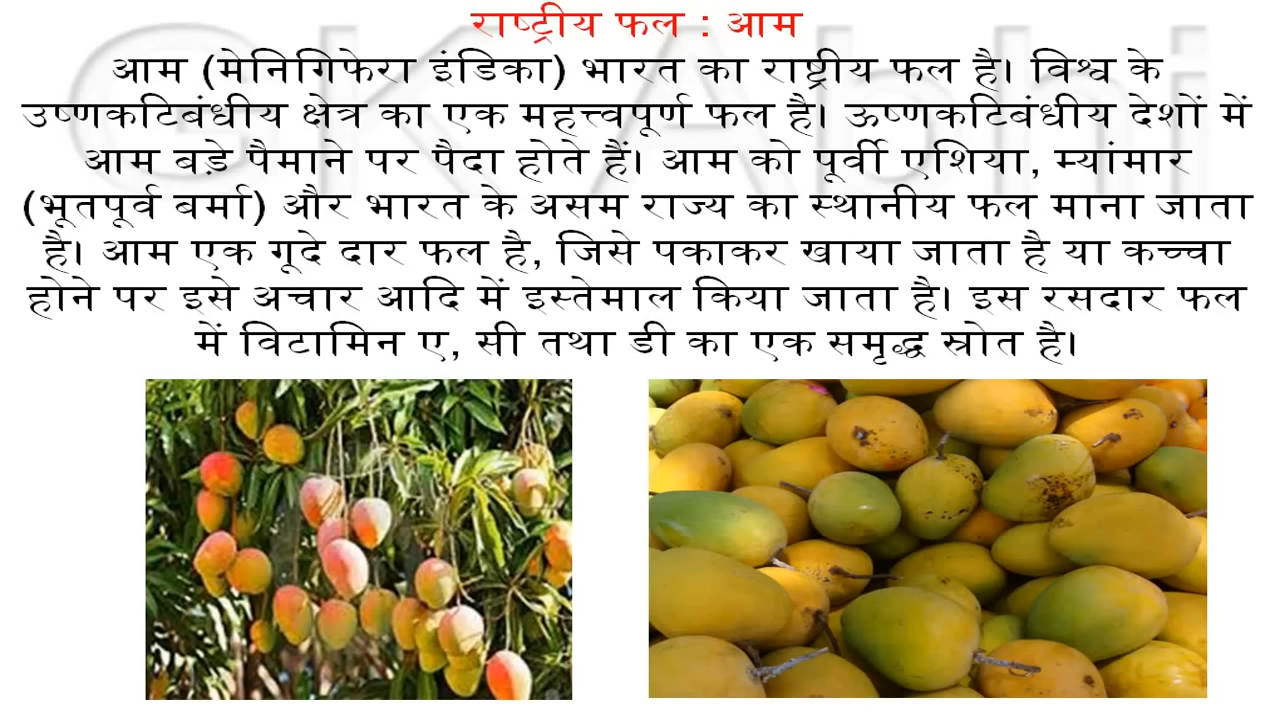 राष्ट्रीय फल : आम
आम (मेनिगिफेरा इंडिका) भारत का राष्ट्रीय फल है। विश्व के
उष्णकटिबंधीय क्षेत्र का एक महत्त्वपूर्ण फल है। ऊष्णकटिबंधीय देशों में
आम बड़े पैमाने पर पैदा होते हैं। आम को पूर्वी एशिया, म्यांमार
(भूतपूर्व बर्मा) और भारत के असम राज्य का स्थानीय फल माना जाता
है। आम एक गूदे दार फल है, जिसे पकाकर खाया जाता है या कच्चा
होने पर इसे अचार आदि में इस्तेमाल किया जाता है। इस रसदार फल
में विटामिन ए, सी तथा डी का एक समृद्ध स्रोत है।
GK Abhi